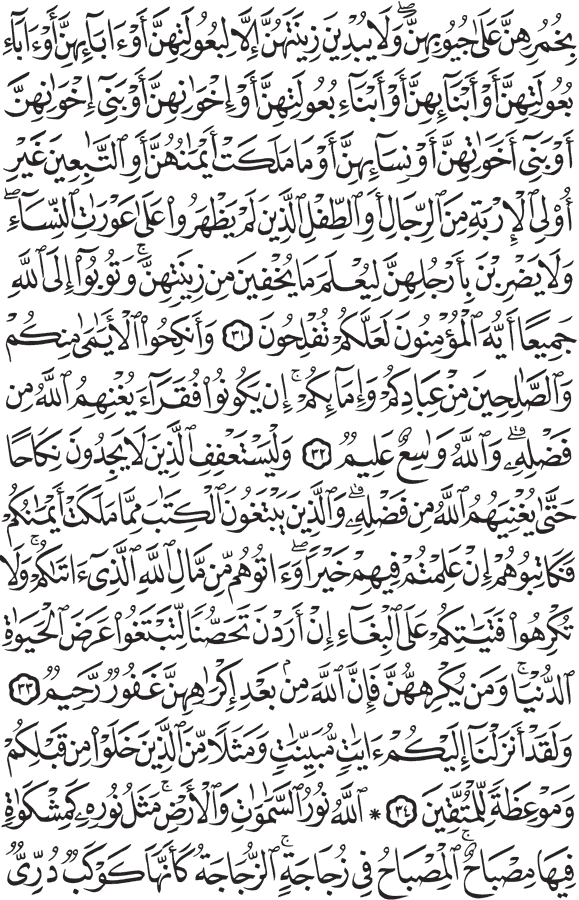 بِخُمُرِهِنَّ عَلَىٰ جُيُوبِهِنَّۖ وَلَا يُبْدِينَ زِينَتَهُنَّ إِلَّا لِبُعُولَتِهِنَّ أَوْ ءَابَآئِهِنَّ أَوْ ءَابَآءِ
بُعُولَتِهِنَّ أَوْ أَبْنَآئِهِنَّ أَوْ أَبْنَآءِ بُعُولَتِهِنَّ أَوْ إِخْوَٰنِهِنَّ أَوْ بَنِىٓ إِخْوَٰنِهِنَّ
أَوْ بَنِىٓ أَخَوَٰتِهِنَّ أَوْ نِسَآئِهِنَّ أَوْ مَا مَلَكَتْ أَيْمَٰنُهُنَّ أَوِ ٱلتَّٰبِعِينَ غَيْرِ
أُو۟لِى ٱلْإِرْبَةِ مِنَ ٱلرِّجَالِ أَوِ ٱلطِّفْلِ ٱلَّذِينَ لَمْ يَظْهَرُوا۟ عَلَىٰ عَوْرَٰتِ ٱلنِّسَآءِۖ
وَلَا يَضْرِبْنَ بِأَرْجُلِهِنَّ لِيُعْلَمَ مَا يُخْفِينَ مِن زِينَتِهِنَّۚ وَتُوبُوٓا۟ إِلَى ٱللَّهِ
جَمِيعًا أَيُّهَ ٱلْمُؤْمِنُونَ لَعَلَّكُمْ تُفْلِحُونَ ٣١ وَأَنكِحُوا۟ ٱلْأَيَٰمَىٰ مِنكُمْ
وَٱلصَّٰلِحِينَ مِنْ عِبَادِكُمْ وَإِمَآئِكُمْۚ إِن يَكُونُوا۟ فُقَرَآءَ يُغْنِهِمُ ٱللَّهُ مِن
فَضْلِهِۦۗ وَٱللَّهُ وَٰسِعٌ عَلِيمٌ ٣٢ وَلْيَسْتَعْفِفِ ٱلَّذِينَ لَا يَجِدُونَ نِكَاحًا
حَتَّىٰ يُغْنِيَهُمُ ٱللَّهُ مِن فَضْلِهِۦۗ وَٱلَّذِينَ يَبْتَغُونَ ٱلْكِتَٰبَ مِمَّا مَلَكَتْ أَيْمَٰنُكُمْ
فَكَاتِبُوهُمْ إِنْ عَلِمْتُمْ فِيهِمْ خَيْرًاۖ وَءَاتُوهُم مِّن مَّالِ ٱللَّهِ ٱلَّذِىٓ ءَاتَىٰكُمْۚ وَلَا
تُكْرِهُوا۟ فَتَيَٰتِكُمْ عَلَى ٱلْبِغَآءِ إِنْ أَرَدْنَ تَحَصُّنًا لِّتَبْتَغُوا۟ عَرَضَ ٱلْحَيَوٰةِ
ٱلدُّنْيَاۚ وَمَن يُكْرِههُّنَّ فَإِنَّ ٱللَّهَ مِنۢ بَعْدِ إِكْرَٰهِهِنَّ غَفُورٌ رَّحِيمٌ ٣٣
وَلَقَدْ أَنزَلْنَآ إِلَيْكُمْ ءَايَٰتٍ مُّبَيِّنَٰتٍ وَمَثَلًا مِّنَ ٱلَّذِينَ خَلَوْا۟ مِن قَبْلِكُمْ
وَمَوْعِظَةً لِّلْمُتَّقِينَ ٣٤ * ٱللَّهُ نُورُ ٱلسَّمَٰوَٰتِ وَٱلْأَرْضِۚ مَثَلُ نُورِهِۦ كَمِشْكَوٰةٍ
فِيهَا مِصْبَاحٌۖ ٱلْمِصْبَاحُ فِى زُجَاجَةٍۖ ٱلزُّجَاجَةُ كَأَنَّهَا كَوْكَبٌ دُرِّىٌّ